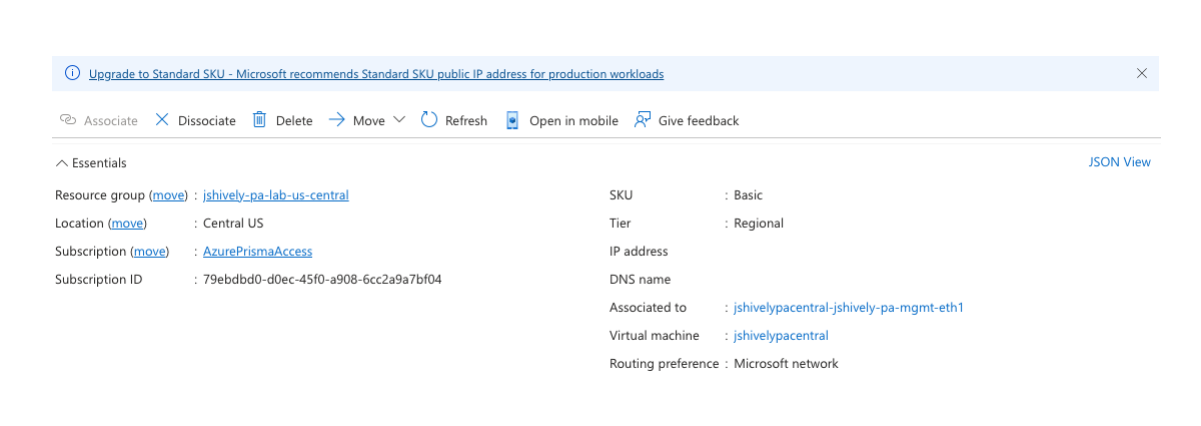 Upgrade to Standard SKU - Microsoft recommends Standard SKU public IP address for production workloads
Associate Dissociate Delete Move Refresh Open in mobile Give feedback
Essentials JSON View
Resource group (move) : jshively-pa-lab-us-central SKU : Basic
Location (move) : Central US Tier : Regional
Subscription (move) : AzurePrismaAccess IP address
Subscription ID : 79ebdbd0-d0ec-45f0-a908-6cc2a9a7bf04 DNS name
Associated to : jshivelypacentral-jshively-pa-mgmt-eth1
Virtual machine : jshivelypacentral
Routing preference : Microsoft network